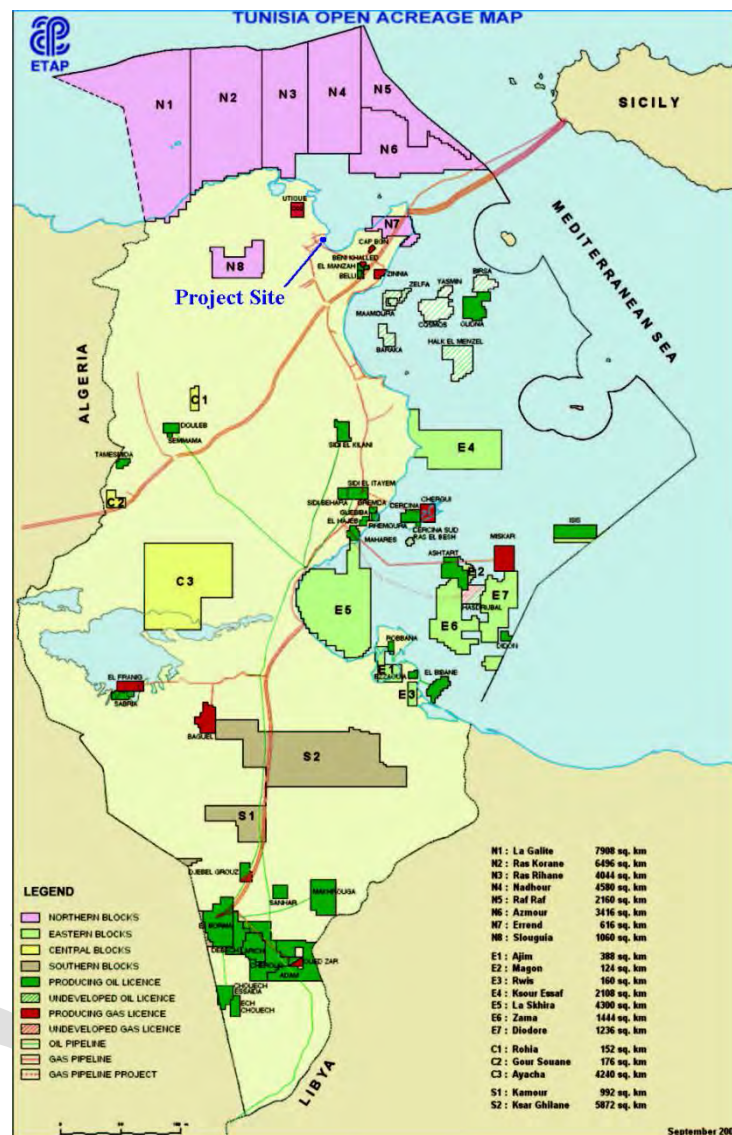 TUNISIA OPEN ACREAGE MAP
ETAP
N1
N2
N3
N4
N5
N6
SICILY
UTIQUE
N7
CAP BON
BENI KHALLED
EL MANZAH
BELLI
ZINNIA
N8
Project Site
MEDITERRANEAN SEA
ZELFA
YASMIN
BIRSA
MAAMOURA
COSMOS
OUDNA
BARAKA
HALK EL MENZEL
ALGERIA
C1
DOULEB
SEMMAMA
TAMESMIDA
C2
SIDI EL KILANI
E4
SIDI EL ITAYEM
SIDI BEHARA
GUEBIBA
EL HAJEB
RHEMOURA
MAHARES
CERCINA
CHERGUI
CERCINA SUD
RAS EL BESH
ISIS
MISKAR
ASHTART
E2
C3
E5
E6
E7
HASDRUBAL
DIDON
ROBBANA
E1
EL BIBANE
E3
EL FRANIG
SABRIA
BAGUEL
S2
S1
DJEBEL GROUZ
SANHAR
MAKHROUGA
EL BORMA
OUED ZAR
ADAM
CHOUECH
ESSAIDA
ECH
CHOUECH
LIBYA
LEGEND
NORTHERN BLOCKS
EASTERN BLOCKS
CENTRAL BLOCKS
SOUTHERN BLOCKS
PRODUCING OIL LICENCE
UNDEVELOPED OIL LICENCE
PRODUCING GAS LICENCE
UNDEVELOPED GAS LICENCE
OIL PIPELINE
GAS PIPELINE
GAS PIPELINE PROJECT
N1 : La Galite 7908 sq. km
N2 : Ras Korane 6496 sq. km
N3 : Ras Rihane 4044 sq. km
N4 : Nadhour 4580 sq. km
N5 : Raf Raf 2160 sq. km
N6 : Azmour 3416 sq. km
N7 : Errend 616 sq. km
N8 : Slouguia 1060 sq. km
E1 : Ajim 388 sq. km
E2 : Magon 124 sq. km
E3 : Rwis 160 sq. km
E4 : Ksour Essaf 2108 sq. km
E5 : La Skhira 4300 sq. km
E6 : Zama 1444 sq. km
E7 : Diodore 1236 sq. km
C1 : Rohia 152 sq. km
C2 : Gour Souane 176 sq. km
C3 : Ayacha 4240 sq. km
S1 : Kamour 992 sq. km
S2 : Ksar Ghilane 5872 sq. km
September 200